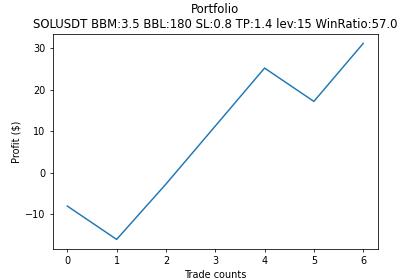 Portfolio
SOLUSDT BBM:3.5 BBL:180 SL:0.8 TP:1.4 lev:15 WinRatio:57.0
30
20
10
0
−10
Profit ($)
0 1 2 3 4 5 6
Trade counts